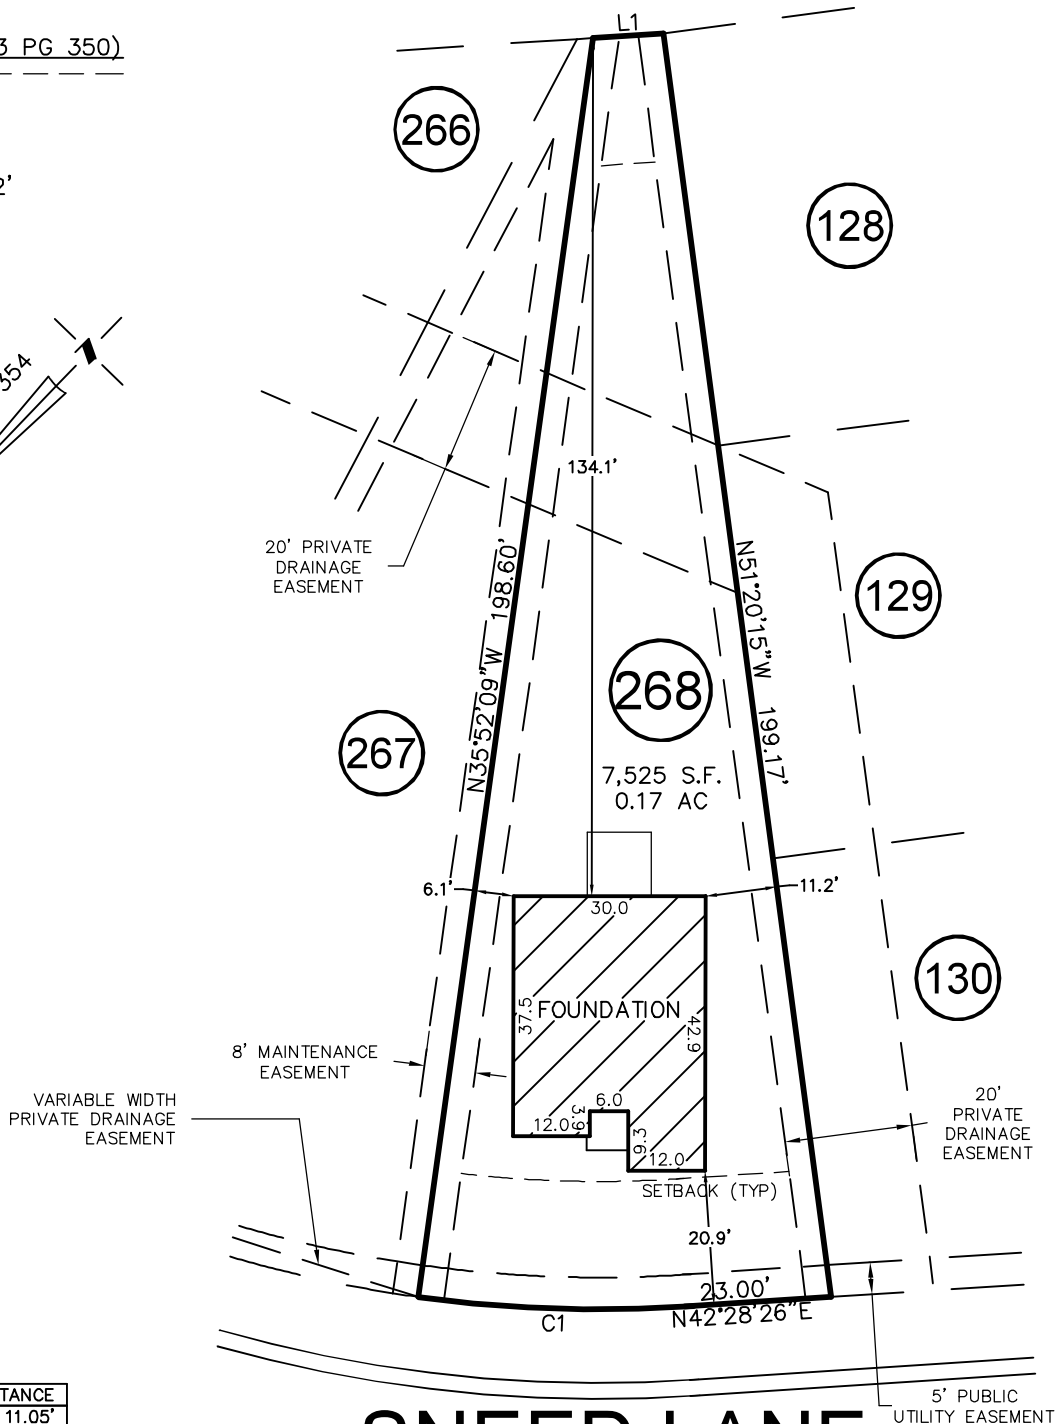 L1
3 PG 350)
266
2'
128
354
134.1'
20' PRIVATE
DRAINAGE
EASEMENT
N35°52'09"W 198.60'
N51°20'15"W 199.17'
129
268
267
7,525 S.F.
0.17 AC
6.1'
11.2'
30.0
130
37.5
FOUNDATION
42.9
8' MAINTENANCE
EASEMENT
VARIABLE WIDTH
PRIVATE DRAINAGE
EASEMENT
6.0
12.0
3.9
9.3
12.0
20'
PRIVATE
DRAINAGE
EASEMENT
SETBACK (TYP)
20.9'
23.00'
N42°28'26"E
C1
TANCE
11.05'
5' PUBLIC
UTILITY EASEMENT
SNEED LANE